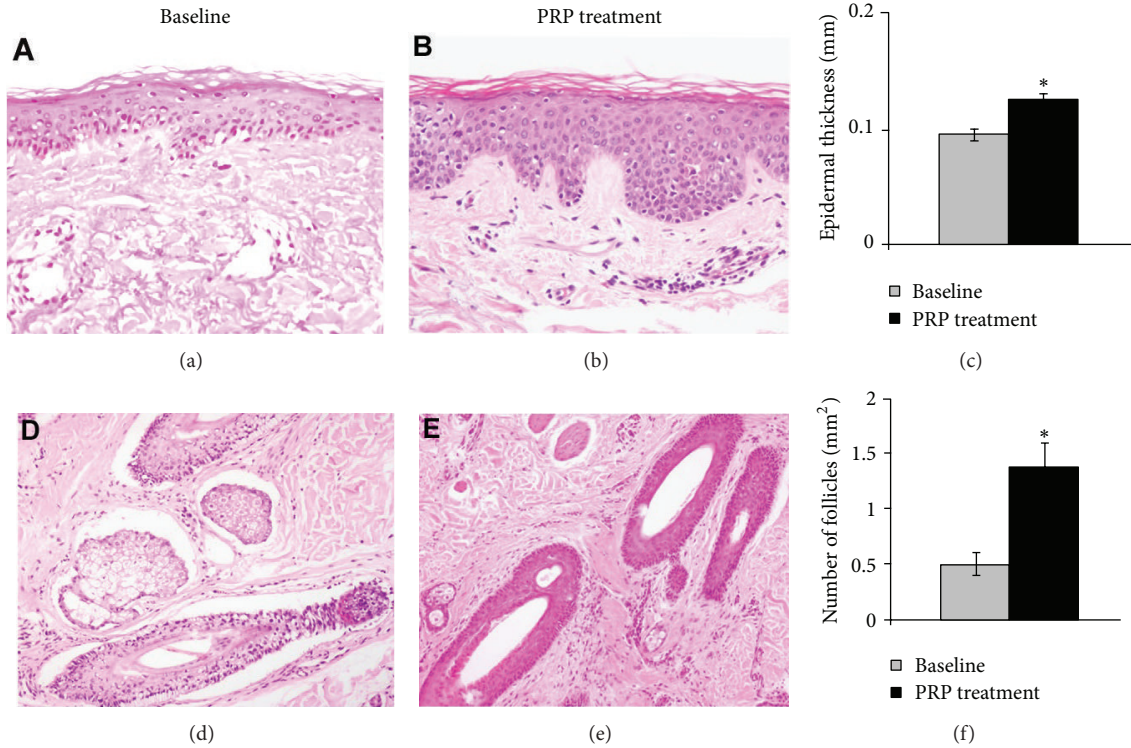 Baseline
PRP treatment
A
B
0.2
0.1
0
Epidermal thickness (mm)
*
Baseline
PRP treatment
(a)
(b)
(c)
D
E
2
1.5
1
0.5
0
Number of follicles (mm²)
*
Baseline
PRP treatment
(d)
(e)
(f)